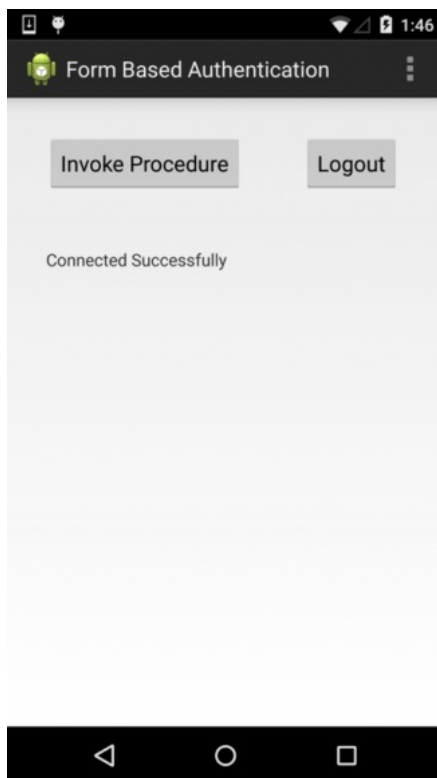 1:46
Form Based Authentication
Invoke Procedure Logout
Connected Successfully